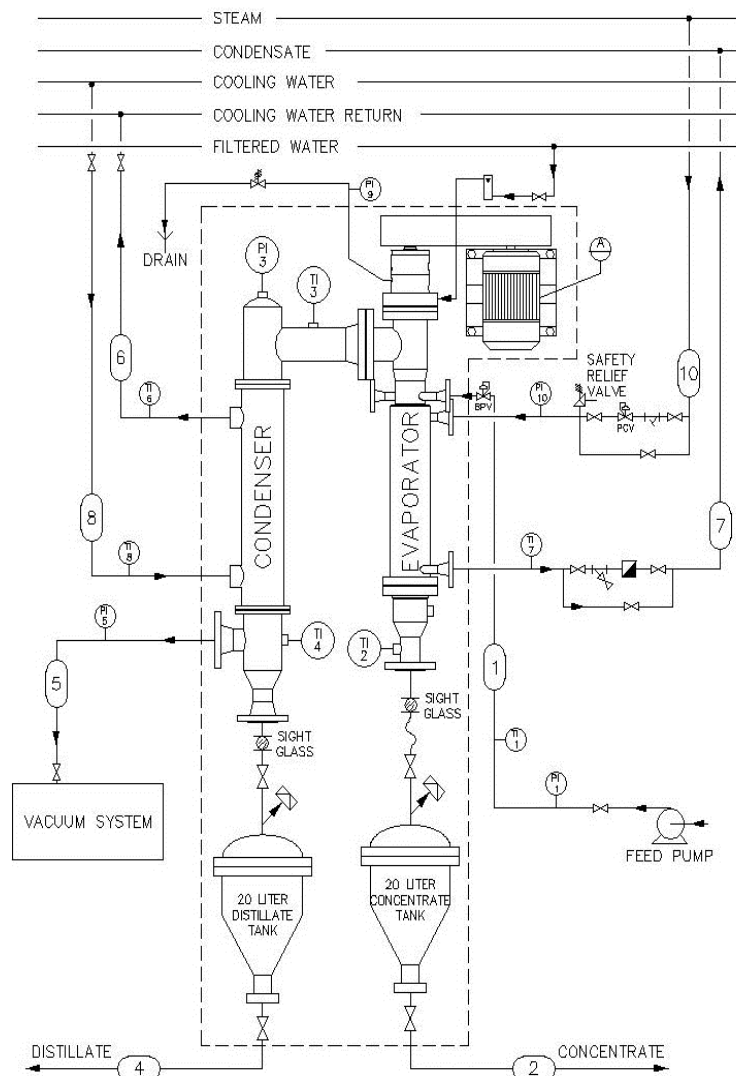 STEAM
CONDENSATE
COOLING WATER
COOLING WATER RETURN
FILTERED WATER
PI
9
DRAIN
PI
3
TI
3
A
6
TI
6
SAFETY
RELIEF
VALVE
10
BPV
PI
10
PCV
CONDENSER
EVAPORATOR
8
TI
8
TI
7
7
PI
5
TI
4
TI
2
5
1
SIGHT
GLASS
SIGHT
GLASS
TI
1
PI
1
VACUUM SYSTEM
FEED PUMP
20 LITER
DISTILLATE
TANK
20 LITER
CONCENTRATE
TANK
DISTILLATE
4
2
CONCENTRATE